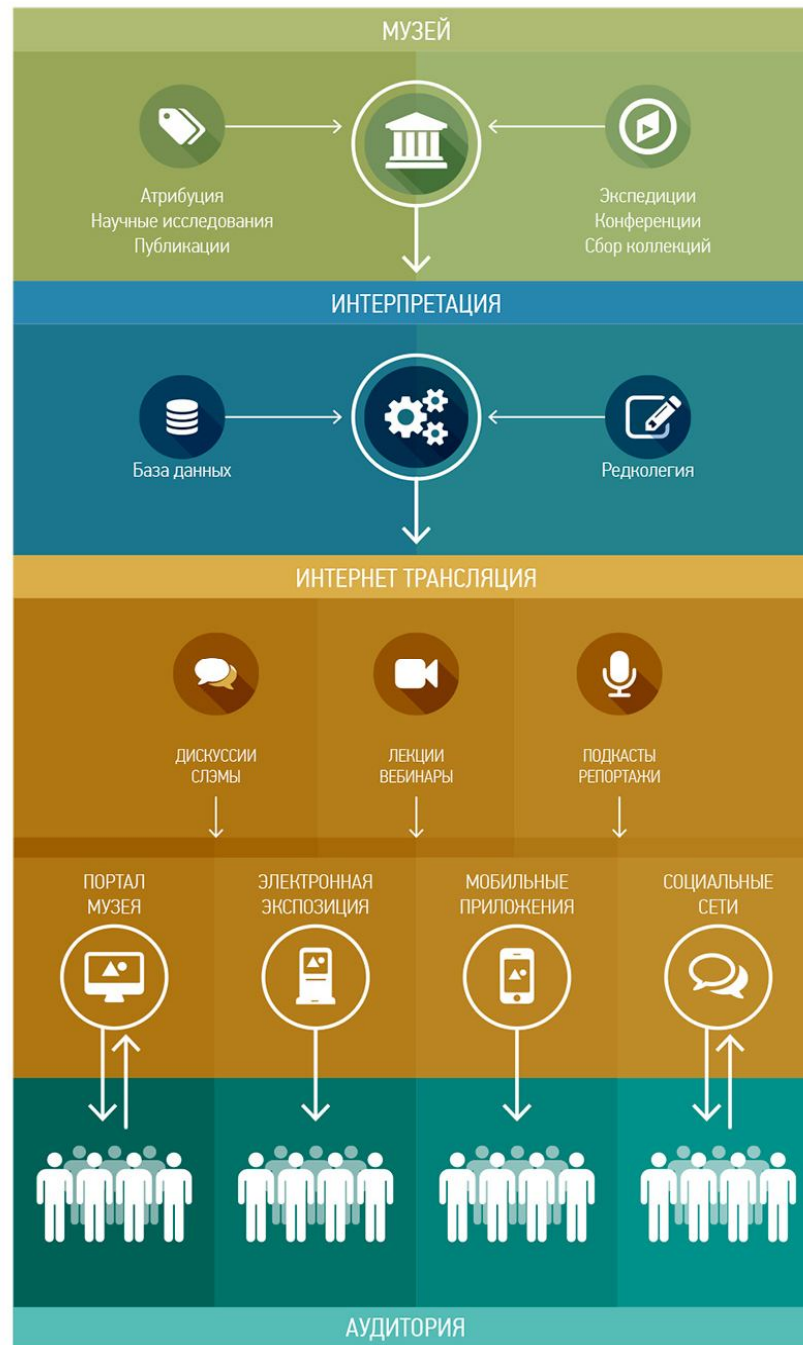 МУЗЕЙ
Атрибуция
Научные исследования
Публикации
Экспедиции
Конференции
Сбор коллекций
ИНТЕРПРЕТАЦИЯ
База данных
Редколегия
ИНТЕРНЕТ ТРАНСЛЯЦИЯ
ДИСКУССИИ
СЛЭМЫ
ЛЕКЦИИ
ВЕБИНАРЫ
ПОДКАСТЫ
РЕПОРТАЖИ
ПОРТАЛ
МУЗЕЯ
ЭЛЕКТРОННАЯ
ЭКСПОЗИЦИЯ
МОБИЛЬНЫЕ
ПРИЛОЖЕНИЯ
СОЦИАЛЬНЫЕ
СЕТИ
АУДИТОРИЯ